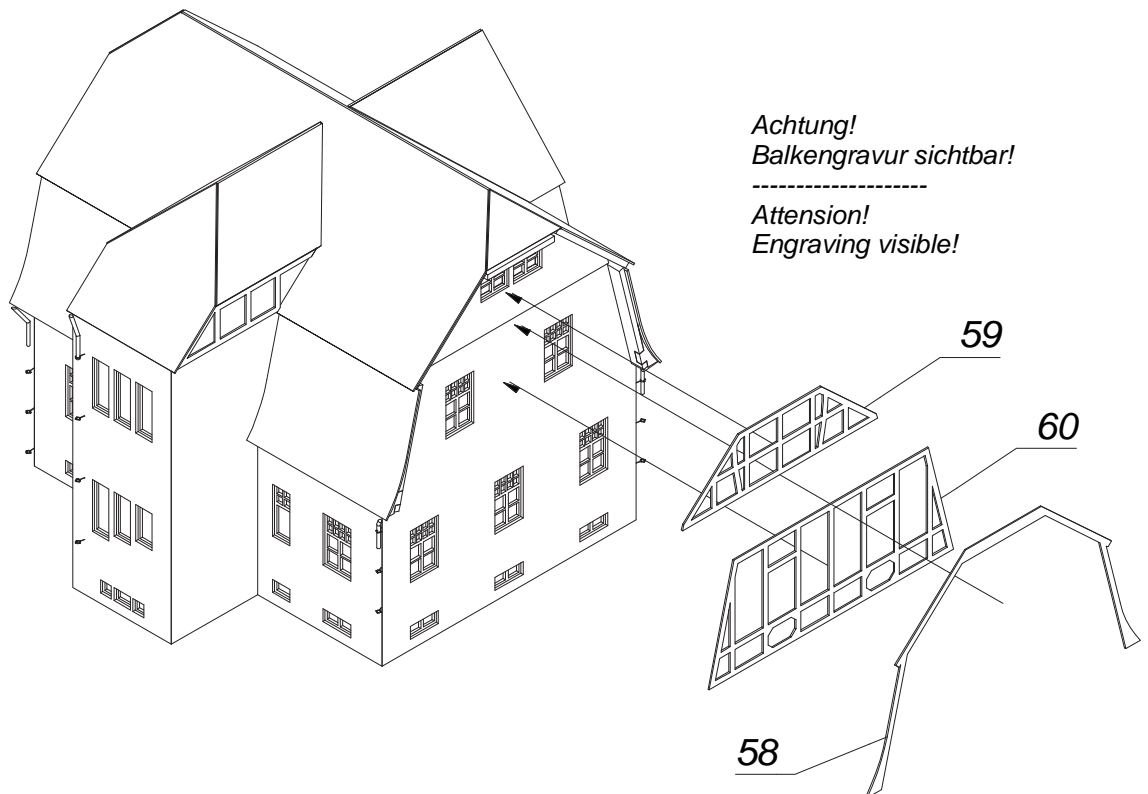 Achtung!
Balkengravur sichtbar!
--------------------
Attension!
Engraving visible!
59
60
58